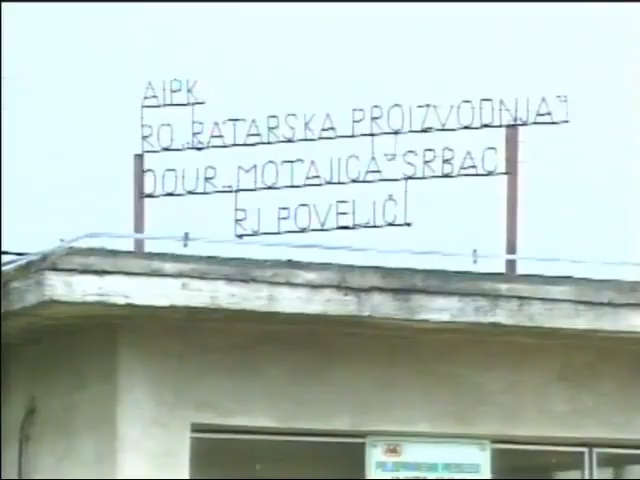 AIPK
RO „RATARSKA PROIZVODNJA"
OOUR „MOTAJICA" SRBAC
RJ POVELIČ